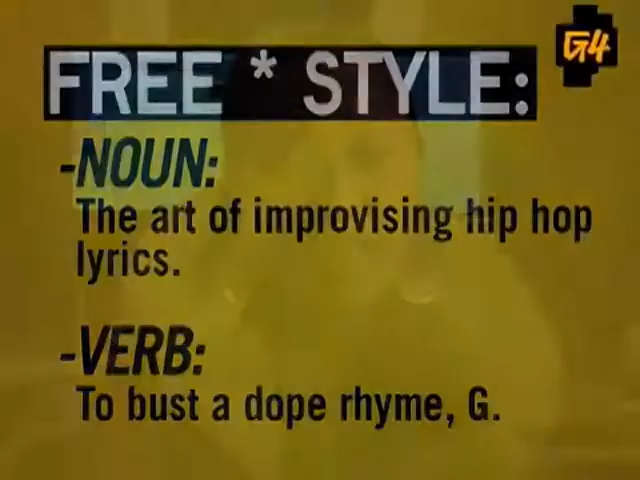 G4
FREE * STYLE:
-NOUN:
The art of improvising hip hop
lyrics.
-VERB:
To bust a dope rhyme, G.